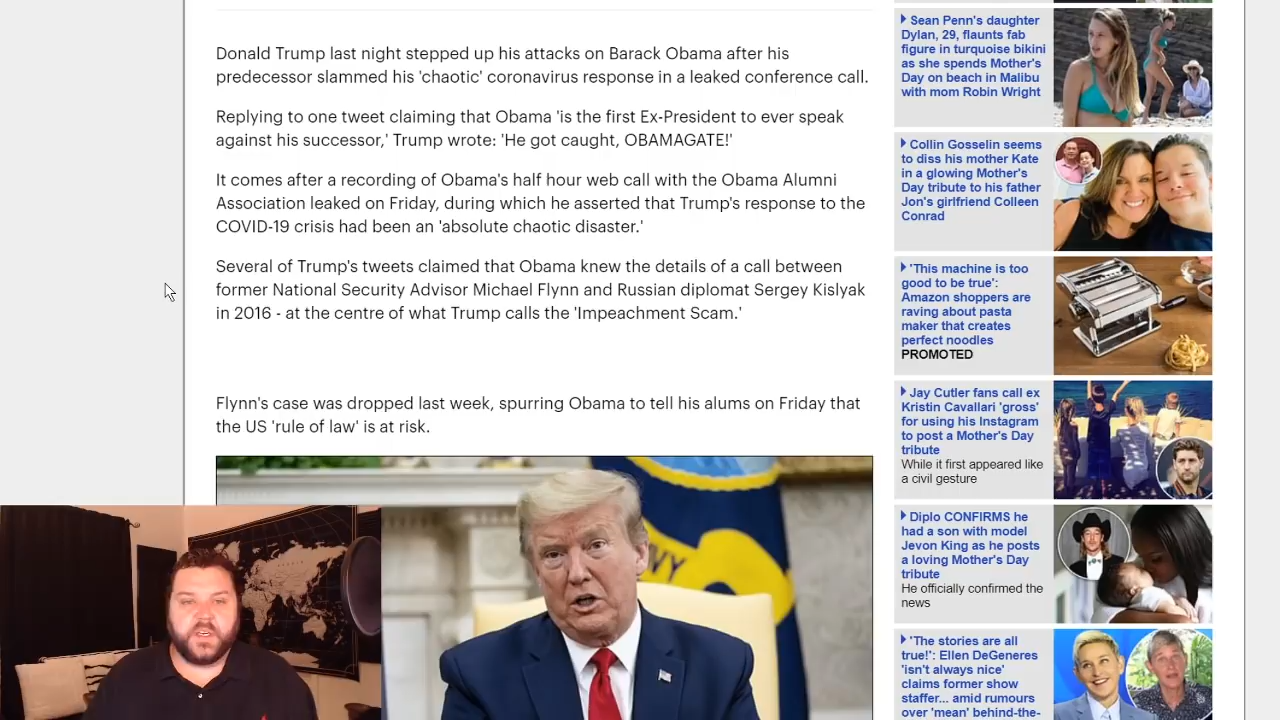 Donald Trump last night stepped up his attacks on Barack Obama after his
predecessor slammed his 'chaotic' coronavirus response in a leaked conference call.
Replying to one tweet claiming that Obama 'is the first Ex-President to ever speak
against his successor,' Trump wrote: 'He got caught, OBAMAGATE!'
It comes after a recording of Obama's half hour web call with the Obama Alumni
Association leaked on Friday, during which he asserted that Trump's response to the
COVID-19 crisis had been an 'absolute chaotic disaster.'
Several of Trump's tweets claimed that Obama knew the details of a call between
former National Security Advisor Michael Flynn and Russian diplomat Sergey Kislyak
in 2016 - at the centre of what Trump calls the 'Impeachment Scam.'
Flynn's case was dropped last week, spurring Obama to tell his alums on Friday that
the US 'rule of law' is at risk.
Sean Penn's daughter
Dylan, 29, flaunts fab
figure in turquoise bikini
as she spends Mother's
Day on beach in Malibu
with mom Robin Wright
Collin Gosselin seems
to diss his mother Kate
in a glowing Mother's
Day tribute to his father
Jon's girlfriend Colleen
Conrad
'This machine is too
good to be true':
Amazon shoppers are
raving about pasta
maker that creates
perfect noodles
PROMOTED
Jay Cutler fans call ex
Kristin Cavallari 'gross'
for using his Instagram
to post a Mother's Day
tribute
While it first appeared like
a civil gesture
Diplo CONFIRMS he
had a son with model
Jevon King as he posts
a loving Mother's Day
tribute
He officially confirmed the
news
'The stories are all
true!': Ellen DeGeneres
'isn't always nice'
claims former show
staffer... amid rumours
over 'mean' behind-the-